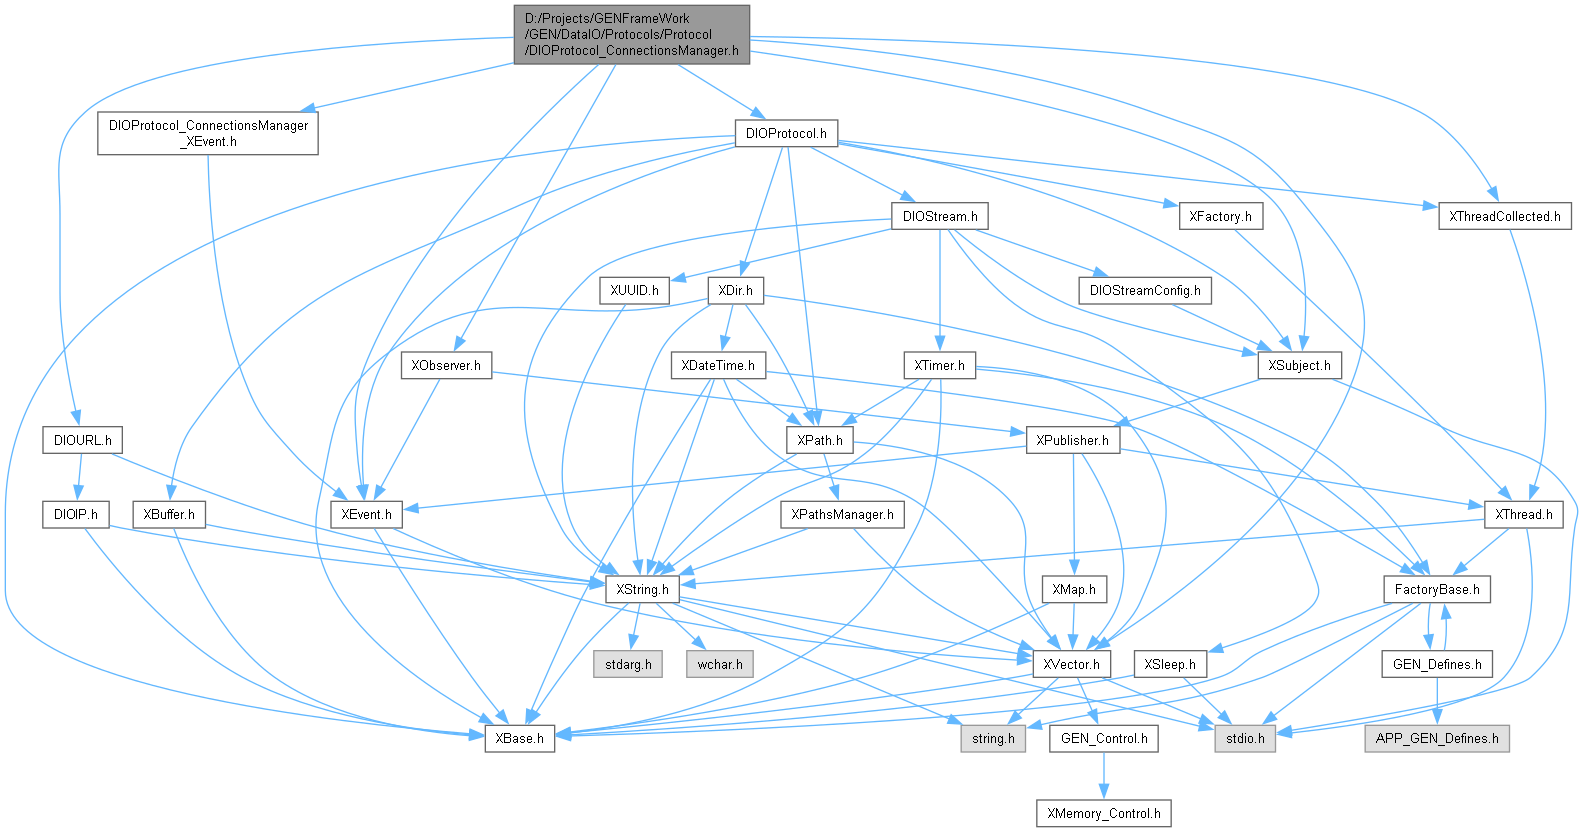 D:/Projects/GENFrameWork
/GEN/DataIO/Protocols/Protocol
/DIOProtocol_ConnectionsManager.h
DIOProtocol_ConnectionsManager
_XEvent.h
DIOProtocol.h
DIOStream.h
XFactory.h
XThreadCollected.h
XUUID.h
XDir.h
DIOStreamConfig.h
XObserver.h
XDateTime.h
XTimer.h
XSubject.h
DIOURL.h
XPath.h
XPublisher.h
DIOIP.h
XBuffer.h
XEvent.h
XPathsManager.h
XThread.h
XString.h
XMap.h
FactoryBase.h
stdarg.h
wchar.h
XVector.h
XSleep.h
GEN_Defines.h
XBase.h
string.h
GEN_Control.h
stdio.h
APP_GEN_Defines.h
XMemory_Control.h